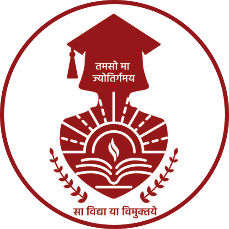 तमसो मा
ज्योतिर्गमय
सा विद्या या विमुक्तये